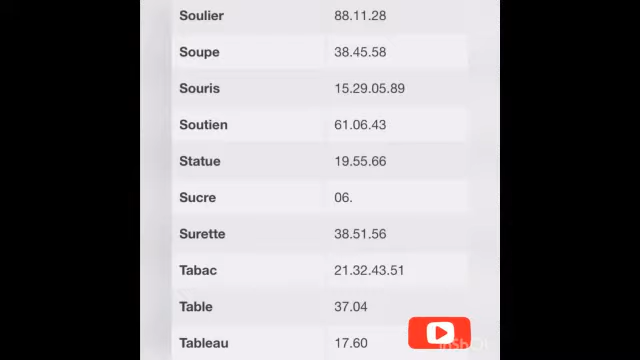 Soulier 88.11.28
Soupe 38.45.58
Souris 15.29.05.89
Soutien 61.06.43
Statue 19.55.66
Sucre 06.
Surette 38.51.56
Tabac 21.32.43.51
Table 37.04
Tableau 17.60